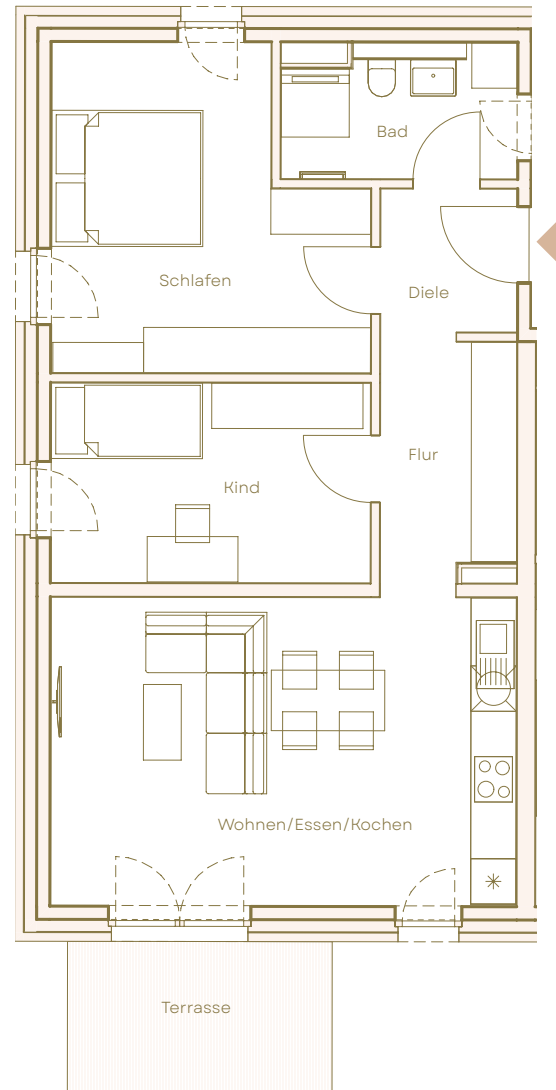 Bad
Schlafen
Diele
Flur
Kind
Wohnen/Essen/Kochen
Terrasse